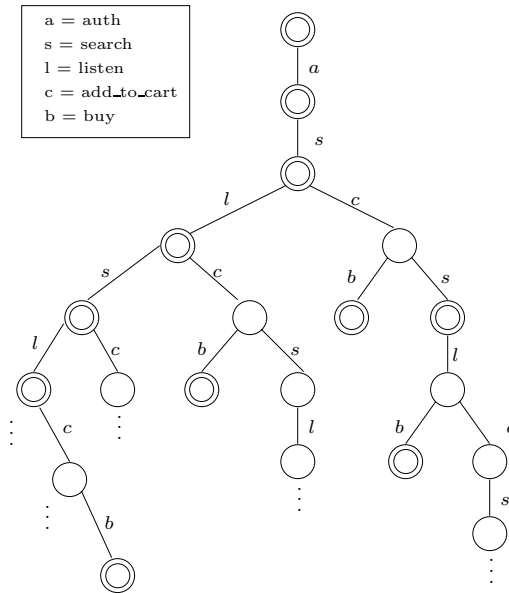 a = auth
s = search
l = listen
c = add_to_cart
b = buy
a
s
l c
s c b s
l c b s l
c l b
b s